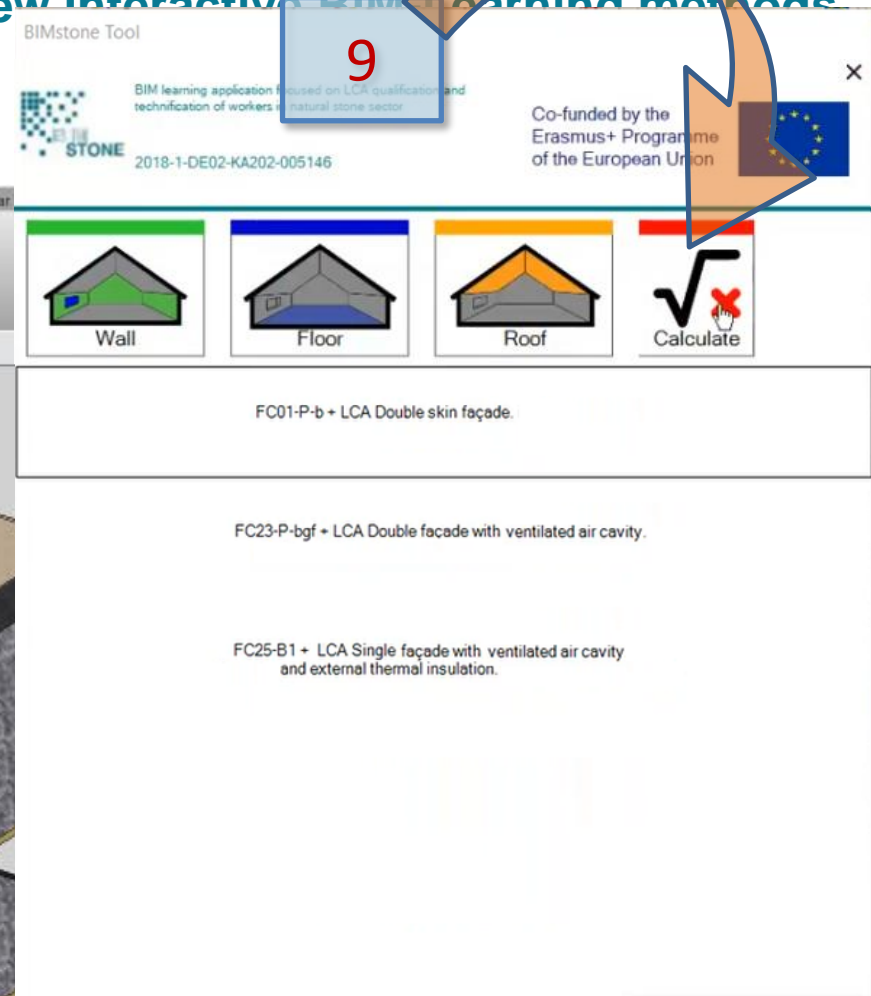 BIMstone Tool
9
BIM learning application focused on LCA qualification and
technification of workers in natural stone sector
STONE
2018-1-DE02-KA202-005146
Co-funded by the
Erasmus+ Programme
of the European Union
Wall
Floor
Roof
Calculate
FC01-P-b + LCA Double skin façade.
FC23-P-bgf + LCA Double façade with ventilated air cavity.
FC25-B1 + LCA Single façade with ventilated air cavity
and external thermal insulation.